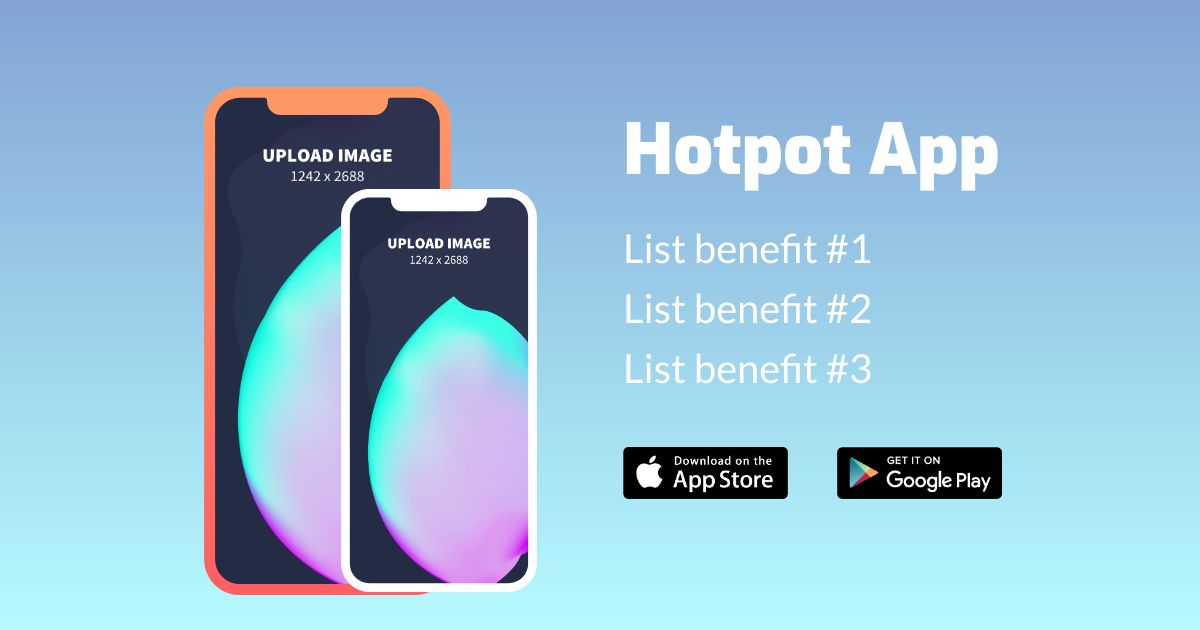 UPLOAD IMAGE
1242 x 2688
UPLOAD IMAGE
1242 x 2688
Hotpot App
List benefit #1
List benefit #2
List benefit #3
Download on the
App Store
GET IT ON
Google Play